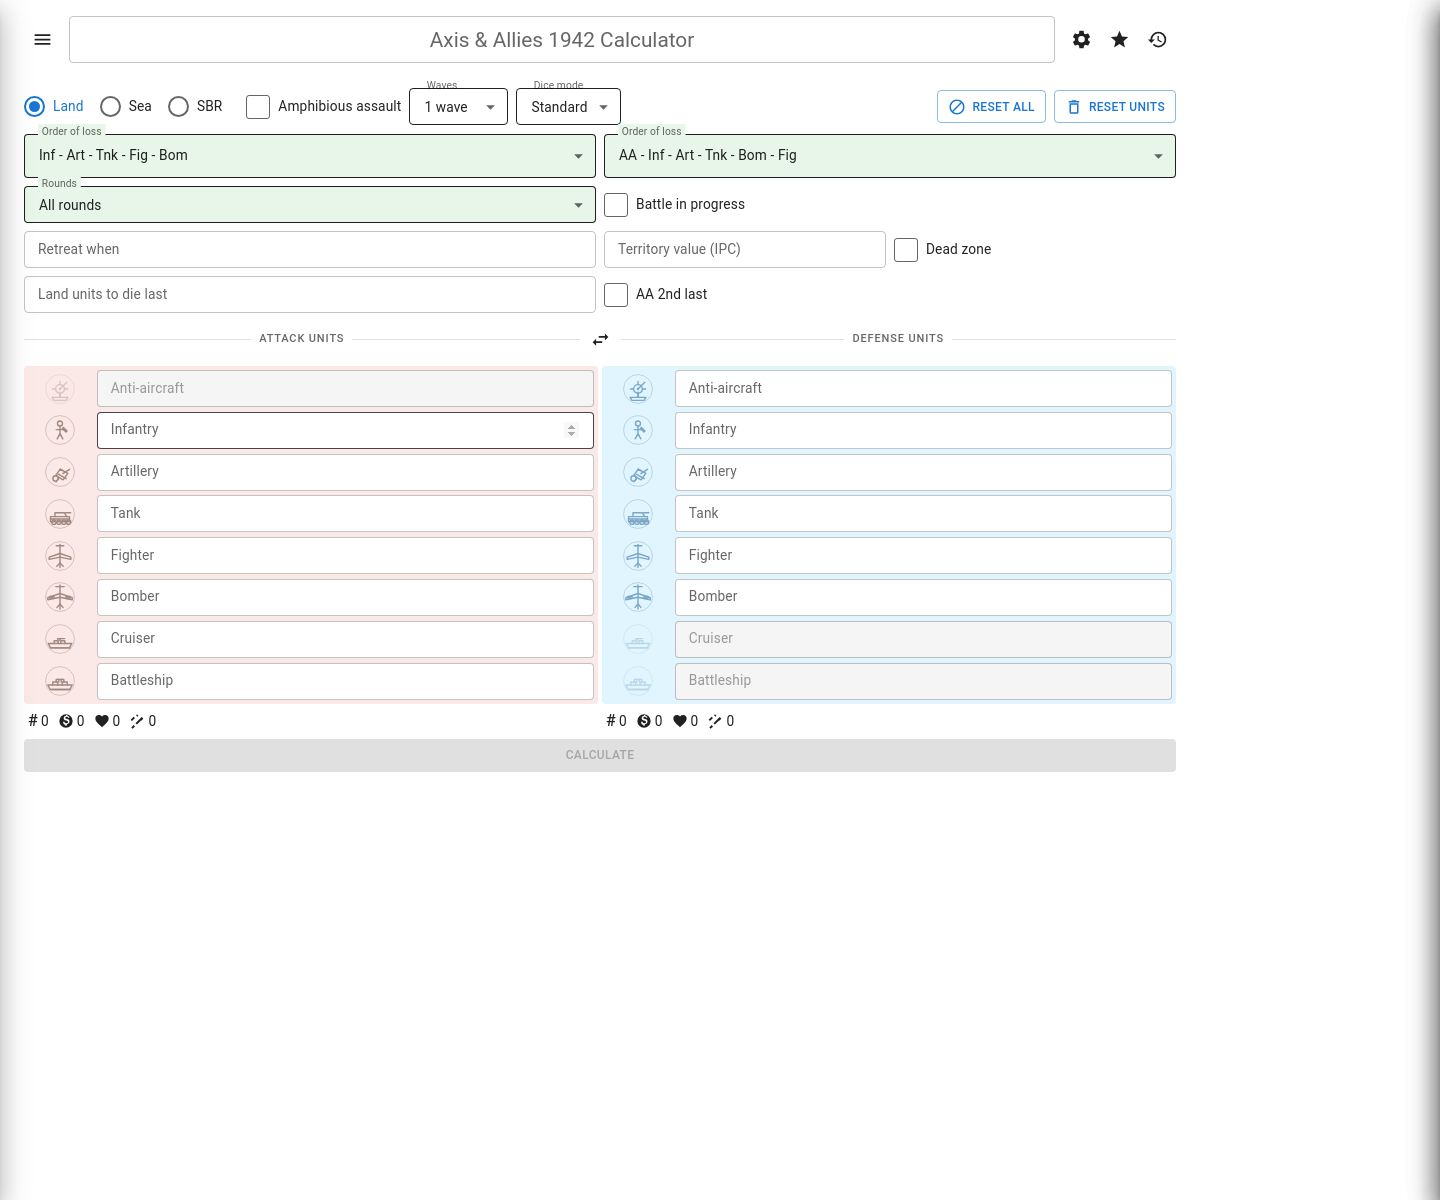 Axis & Allies 1942 Calculator
Waves
Dice mode
Land
Sea
SBR
Amphibious assault
1 wave
Standard
RESET ALL
RESET UNITS
Order of loss
Inf - Art - Tnk - Fig - Bom
Order of loss
AA - Inf - Art - Tnk - Bom - Fig
Rounds
All rounds
Battle in progress
Retreat when
Territory value (IPC)
Dead zone
Land units to die last
AA 2nd last
ATTACK UNITS
DEFENSE UNITS
Anti-aircraft
Anti-aircraft
Infantry
Infantry
Artillery
Artillery
Tank
Tank
Fighter
Fighter
Bomber
Bomber
Cruiser
Cruiser
Battleship
Battleship
# 0 $ 0 0 0
# 0 $ 0 0 0
CALCULATE